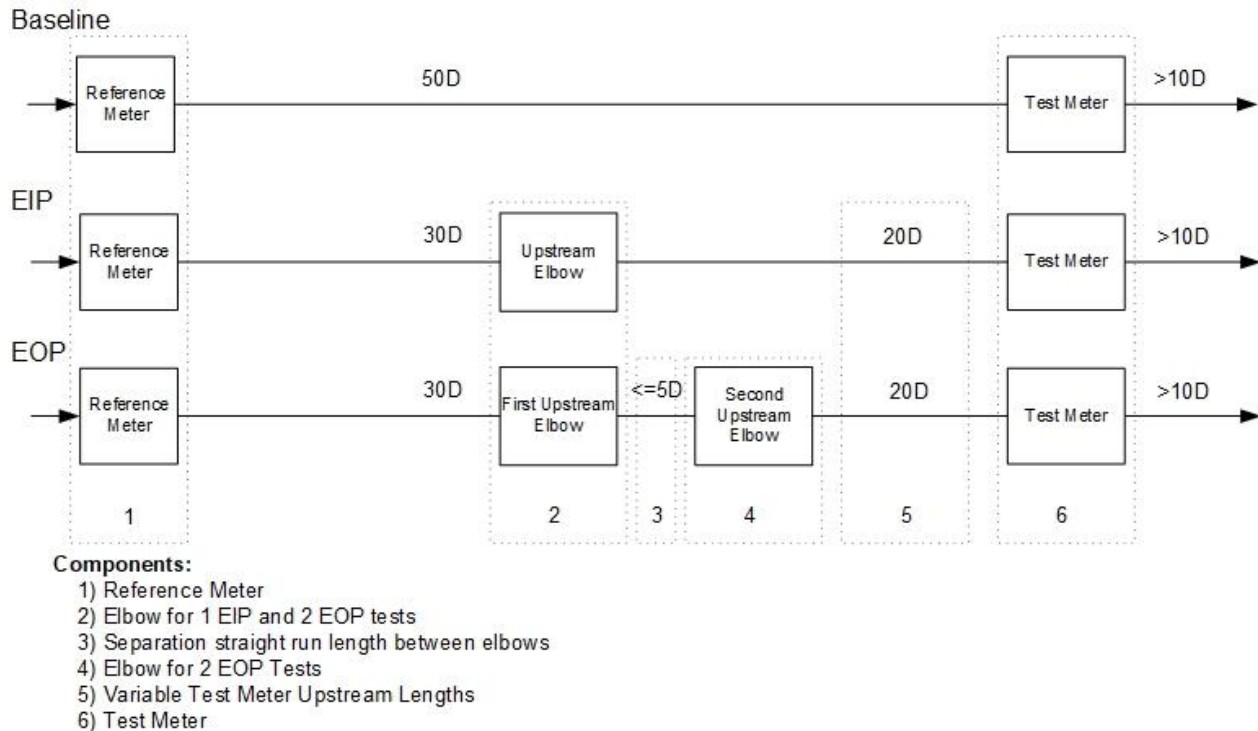 Baseline
Reference
Meter
50D
Test Meter
>10D
EIP
Reference
Meter
30D
Upstream
Elbow
20D
Test Meter
>10D
EOP
Reference
Meter
30D
First Upstream
Elbow
<=5D
Second
Upstream
Elbow
20D
Test Meter
>10D
1
2
3
4
5
6
Components:
1) Reference Meter
2) Elbow for 1 EIP and 2 EOP tests
3) Separation straight run length between elbows
4) Elbow for 2 EOP Tests
5) Variable Test Meter Upstream Lengths
6) Test Meter